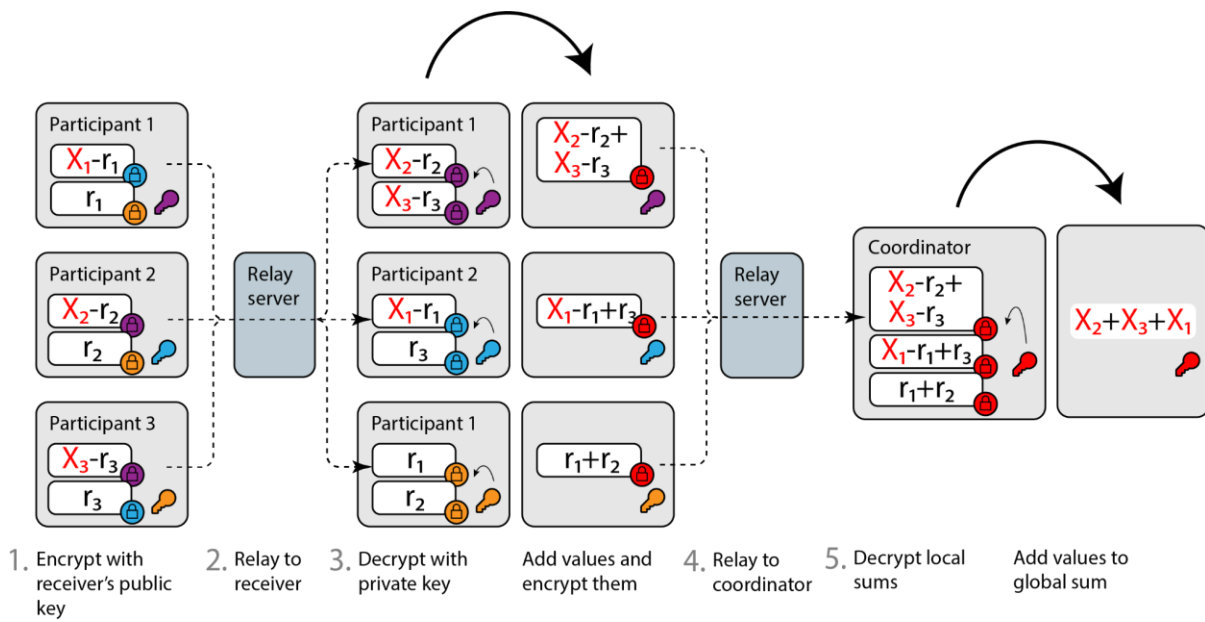 Participant 1
X₁-r₁
r₁
Participant 2
X₂-r₂
r₂
Participant 3
X₃-r₃
r₃
Relay
server
Participant 1
X₂-r₂
X₃-r₃
Participant 2
X₁-r₁
r₃
Participant 1
r₁
r₂
X₂-r₂+
X₃-r₃
X₁-r₁+r₃
r₁+r₂
Relay
server
Coordinator
X₂-r₂+
X₃-r₃
X₁-r₁+r₃
r₁+r₂
X₂+X₃+X₁
1. Encrypt with
receiver's public
key
2. Relay to
receiver
3. Decrypt with
private key
Add values and
encrypt them
4. Relay to
coordinator
5. Decrypt local
sums
Add values to
global sum